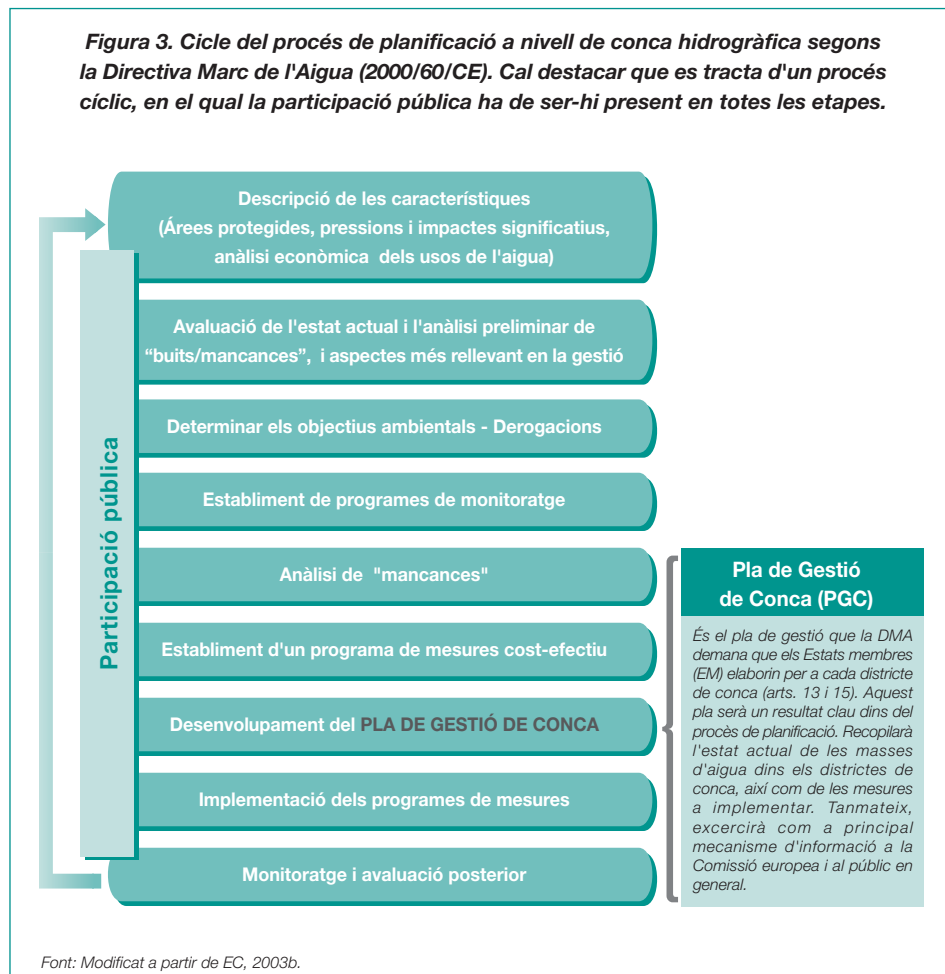 Figura 3. Cicle del procés de planificació a nivell de conca hidrogràfica segons
la Directiva Marc de l'Aigua (2000/60/CE). Cal destacar que es tracta d'un procés
cíclic, en el qual la participació pública ha de ser-hi present en totes les etapes.
Participació pública
Descripció de les característiques
(Árees protegides, pressions i impactes significatius,
anàlisi econòmica dels usos de l'aigua)
Avaluació de l'estat actual i l'anàlisi preliminar de
“buits/mancances”, i aspectes més rellevant en la gestió
Determinar els objectius ambientals - Derogacions
Establiment de programes de monitoratge
Anàlisi de "mancances"
Establiment d'un programa de mesures cost-efectiu
Desenvolupament del PLA DE GESTIÓ DE CONCA
Implementació dels programes de mesures
Monitoratge i avaluació posterior
Pla de Gestió
de Conca (PGC)
És el pla de gestió que la DMA
demana que els Estats membres
(EM) elaborin per a cada districte
de conca (arts. 13 i 15). Aquest
pla serà un resultat clau dins del
procès de planificació. Recopilarà
l'estat actual de les masses
d'aigua dins els districtes de
conca, així com de les mesures
a implementar. Tanmateix,
excercirà com a principal
mecanisme d'informació a la
Comissió europea i al públic en
general.
Font: Modificat a partir de EC, 2003b.